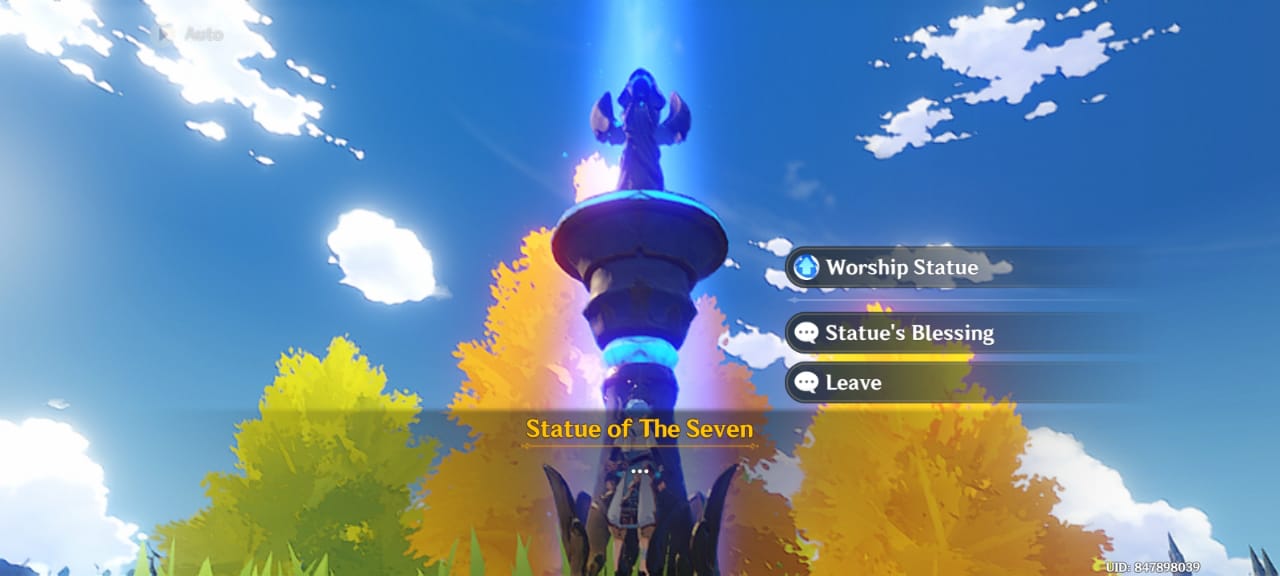 Auto
Worship Statue
Statue's Blessing
Leave
Statue of The Seven
...
UID: 847898039